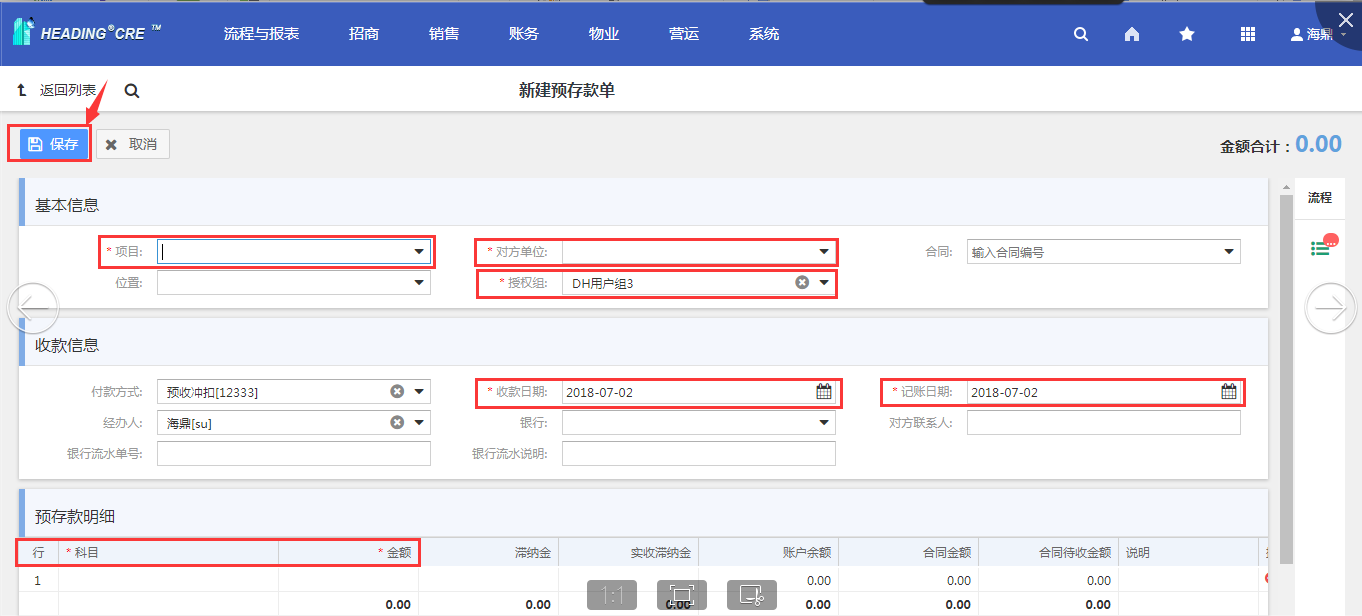 HEADING®CRE ™ 流程与报表 招商 销售 账务 物业 营运 系统 海鼎
返回列表 新建预存款单
保存 取消 金额合计：0.00
基本信息 流程
* 项目: * 对方单位: 合同: 输入合同编号
位置: * 授权组: DH用户组3
收款信息
付款方式: 预收冲扣[12333] * 收款日期: 2018-07-02 * 记账日期: 2018-07-02
经办人: 海鼎[su] 银行: 对方联系人:
银行流水单号: 银行流水说明:
预存款明细
行 * 科目 * 金额 滞纳金 实收滞纳金 账户余额 合同金额 合同待收金额 说明
1 0.00 0.00 0.00
0.00 0.00 0.00 0.00 0.00 0.00
1:1